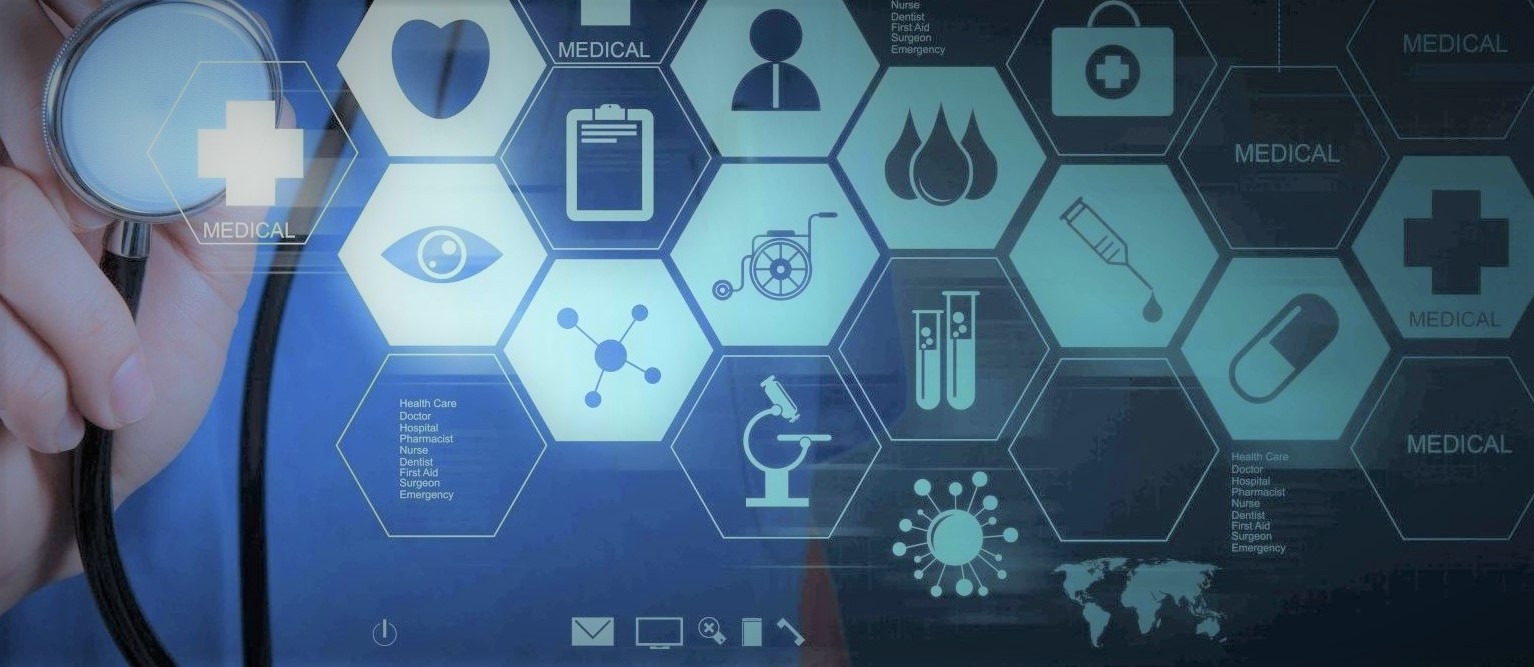 Nurse
Dentist
First Aid
Surgeon
Emergency
MEDICAL
MEDICAL
MEDICAL
MEDICAL
MEDICAL
Health Care
Doctor
Hospital
Pharmacist
Nurse
Dentist
First Aid
Surgeon
Emergency
MEDICAL
Health Care
Doctor
Hospital
Pharmacist
Nurse
Dentist
First Aid
Surgeon
Emergency